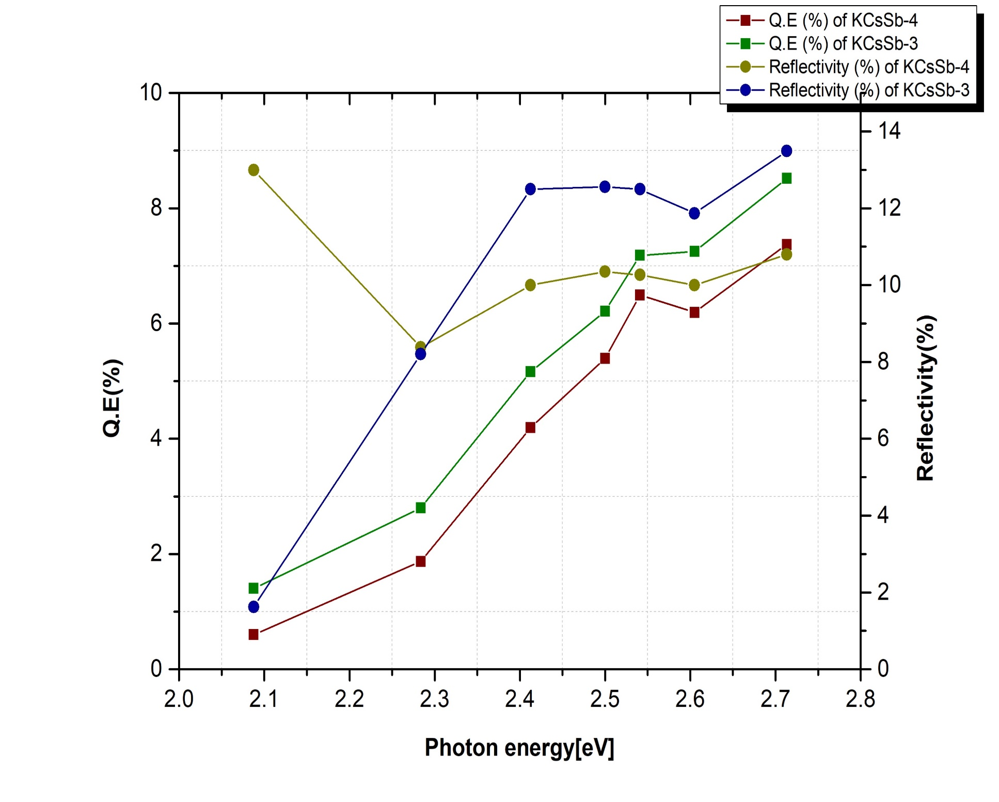 Q.E (%) of KCsSb-4
Q.E (%) of KCsSb-3
Reflectivity (%) of KCsSb-4
Reflectivity (%) of KCsSb-3
10
8
6
4
2
0
14
12
10
8
6
4
2
0
Q.E(%)
Reflectivity(%)
2.0 2.1 2.2 2.3 2.4 2.5 2.6 2.7 2.8
Photon energy[eV]